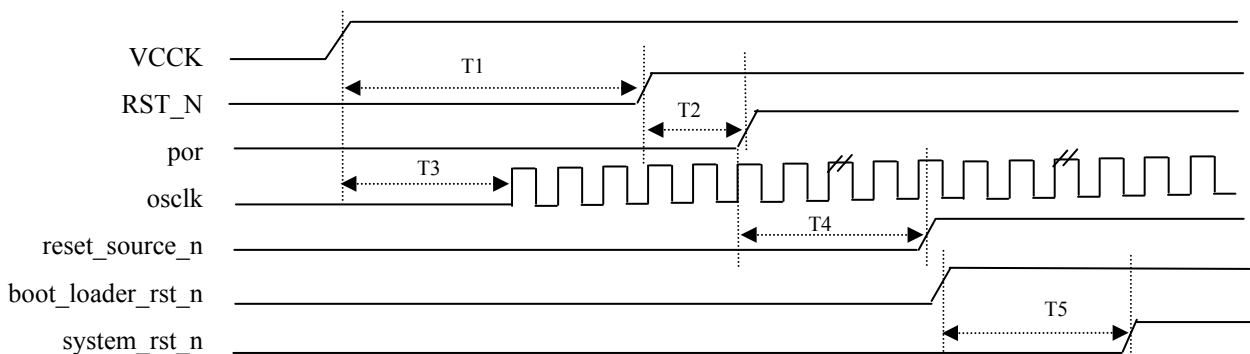 VCCK
T1
RST_N
T2
por
T3
osclk
T4
reset_source_n
boot_loader_rst_n
T5
system_rst_n